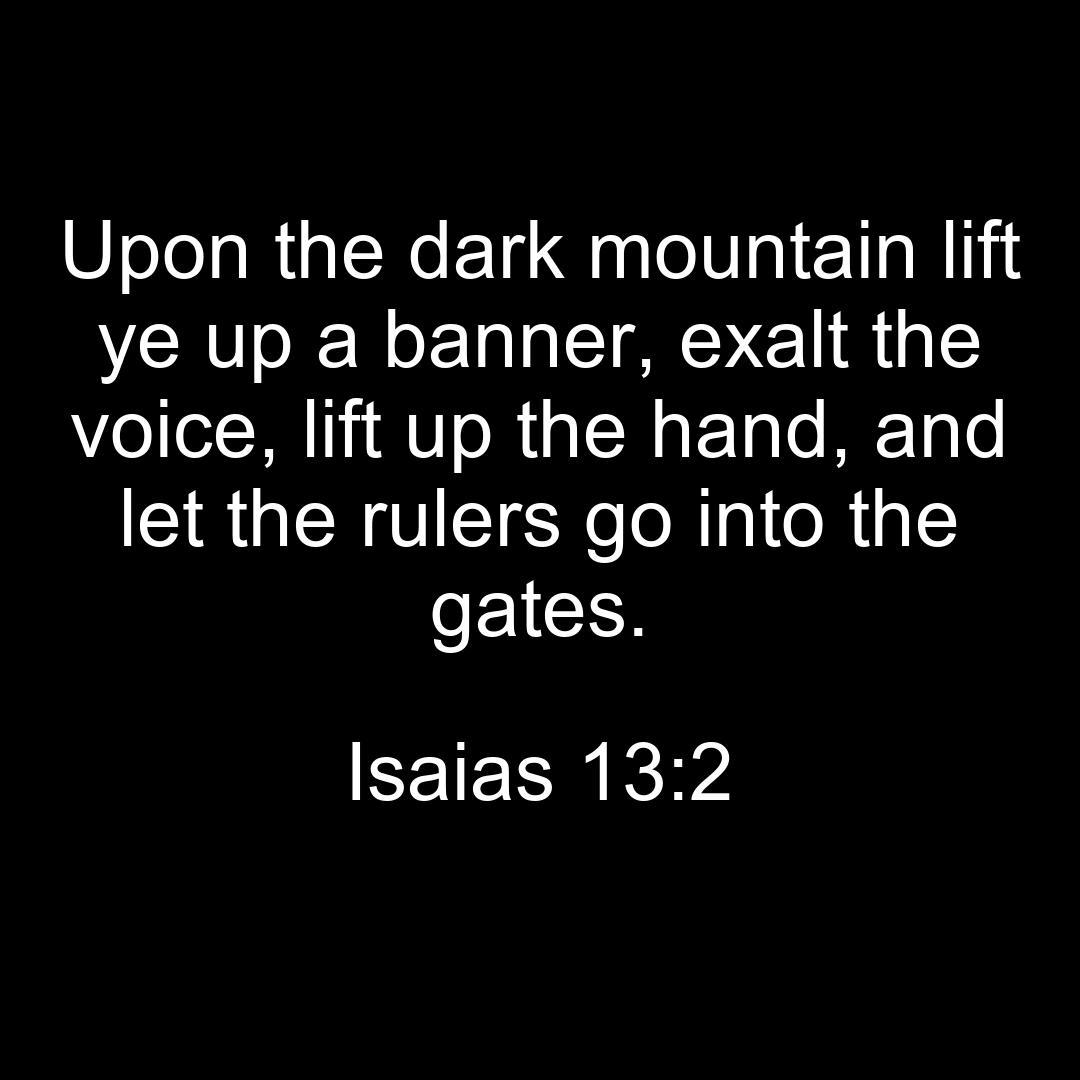 Upon the dark mountain lift
ye up a banner, exalt the
voice, lift up the hand, and
let the rulers go into the
gates.
Isaias 13:2